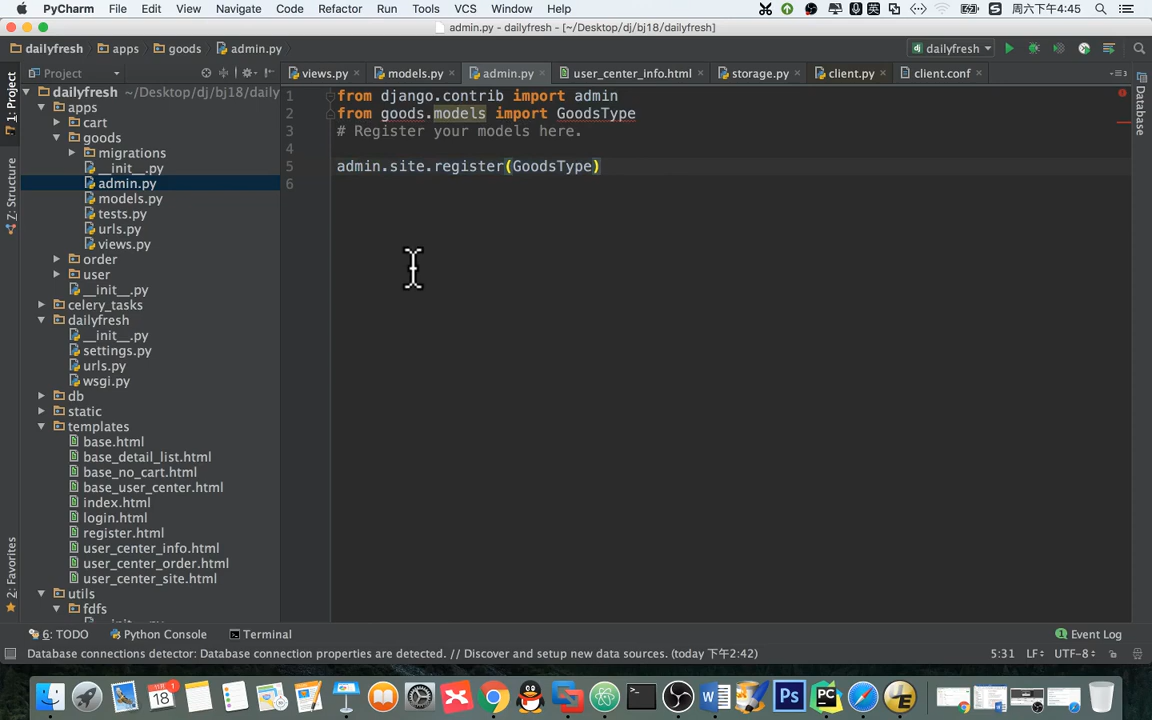 PyCharm File Edit View Navigate Code Refactor Run Tools VCS Window Help 英 周六下午4:45
admin.py - dailyfresh - [~/Desktop/dj/bj18/dailyfresh]
dailyfresh apps goods admin.py dailyfresh
Project views.py models.py admin.py user_center_info.html storage.py client.py client.conf
1: Project
Z: Structure
2: Favorites
Database
dailyfresh ~/Desktop/dj/bj18/daily
apps
cart
goods
migrations
__init__.py
admin.py
models.py
tests.py
urls.py
views.py
order
user
__init__.py
celery_tasks
dailyfresh
__init__.py
settings.py
urls.py
wsgi.py
db
static
templates
base.html
base_detail_list.html
base_no_cart.html
base_user_center.html
index.html
login.html
register.html
user_center_info.html
user_center_order.html
user_center_site.html
utils
fdfs
1 from django.contrib import admin
2 from goods.models import GoodsType
3 # Register your models here.
4
5 admin.site.register(GoodsType)
6
6: TODO Python Console Terminal 1 Event Log
Database connections detector: Database connection properties are detected. // Discover and setup new data sources. (today 下午2:42) 5:31 LF UTF-8
18 Ps PC